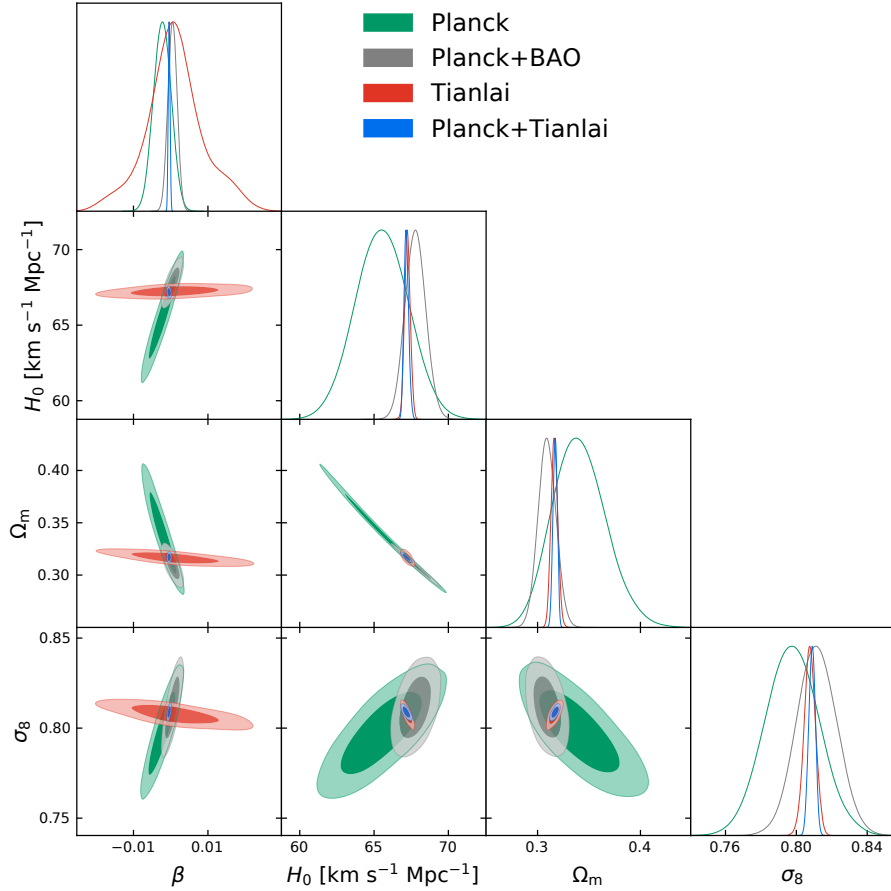 Planck
Planck+BAO
Tianlai
Planck+Tianlai
H₀ [km s⁻¹ Mpc⁻¹]
70
65
60
Ωₘ
0.40
0.35
0.30
σ₈
0.85
0.80
0.75
−0.01 0.01
60 65 70
0.3 0.4
0.76 0.80 0.84
β
H₀ [km s⁻¹ Mpc⁻¹]
Ωₘ
σ₈